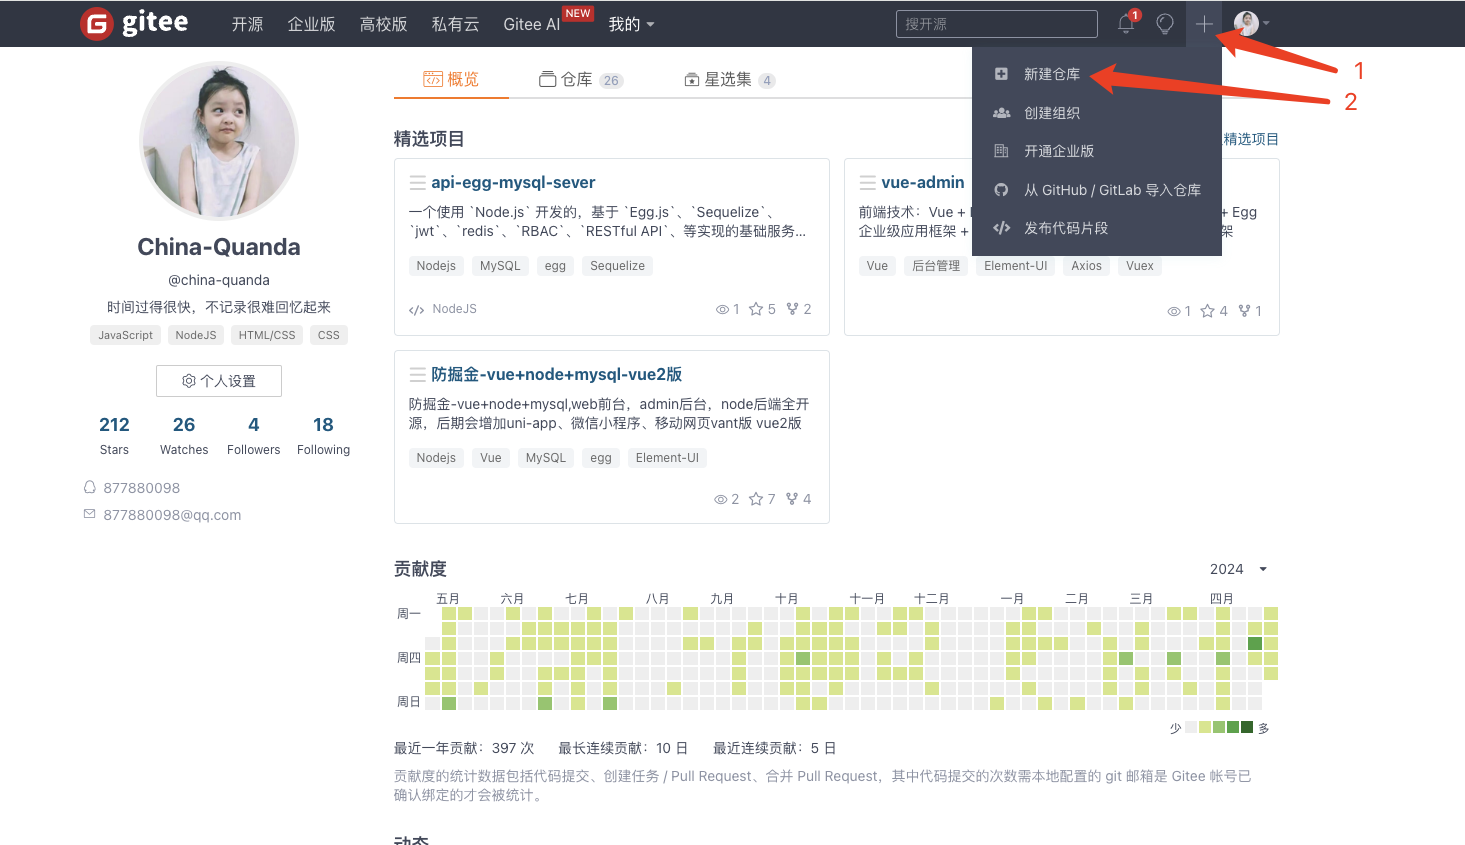 gitee 开源 企业版 高校版 私有云 Gitee AI NEW 我的 搜开源 1
1
2
新建仓库
创建组织
开通企业版
从 GitHub / GitLab 导入仓库
发布代码片段
China-Quanda
@china-quanda
时间过得很快，不记录很难回忆起来
JavaScript NodeJS HTML/CSS CSS
个人设置
212 26 4 18
Stars Watches Followers Following
877880098
877880098@qq.com
概览 仓库 26 星选集 4
精选项目 精选项目
api-egg-mysql-sever
一个使用 `Node.js` 开发的，基于 `Egg.js`、`Sequelize`、
`jwt`、`redis`、`RBAC`、`RESTful API`、等实现的基础服务...
Nodejs MySQL egg Sequelize
NodeJS 1 5 2
vue-admin
前端技术：Vue + + Egg
企业级应用框架 + 架
Vue 后台管理 Element-UI Axios Vuex
1 4 1
防掘金-vue+node+mysql-vue2版
防掘金-vue+node+mysql,web前台，admin后台，node后端全开
源，后期会增加uni-app、微信小程序、移动网页vant版 vue2版
Nodejs Vue MySQL egg Element-UI
2 7 4
贡献度 2024
五月 六月 七月 八月 九月 十月 十一月 十二月 一月 二月 三月 四月
周一
周四
周日
少 多
最近一年贡献：397 次 最长连续贡献：10 日 最近连续贡献：5 日
贡献度的统计数据包括代码提交、创建任务 / Pull Request、合并 Pull Request，其中代码提交的次数需本地配置的 git 邮箱是 Gitee 帐号已
确认绑定的才会被统计。
动态